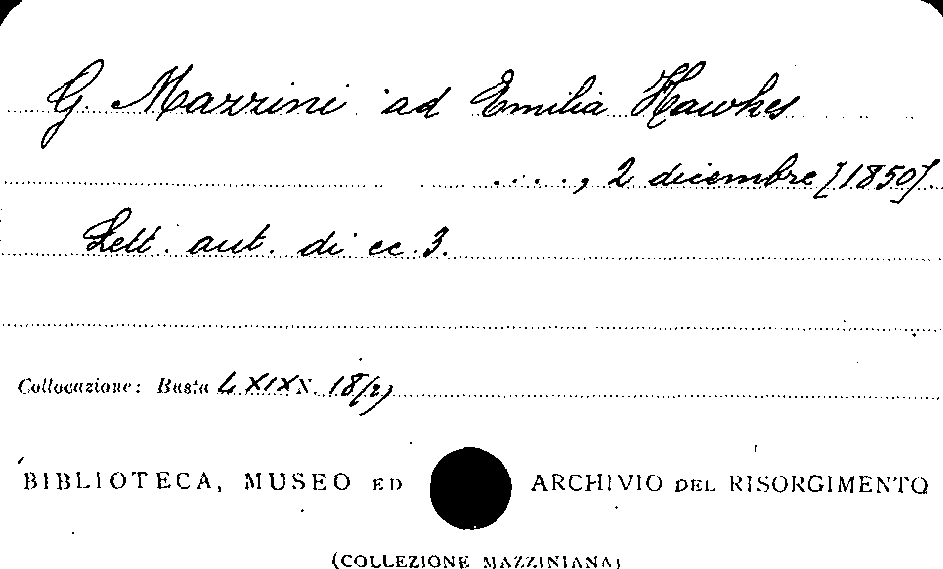 G. Mazzini ad Emilia Hawkes
...., 2 dicembre [1850].
Lett. aut. di cc. 3.
Collocazione: Busta LXIX N. 18(2)
BIBLIOTECA, MUSEO ED ARCHIVIO DEL RISORGIMENTO
(COLLEZIONE MAZZINIANA)